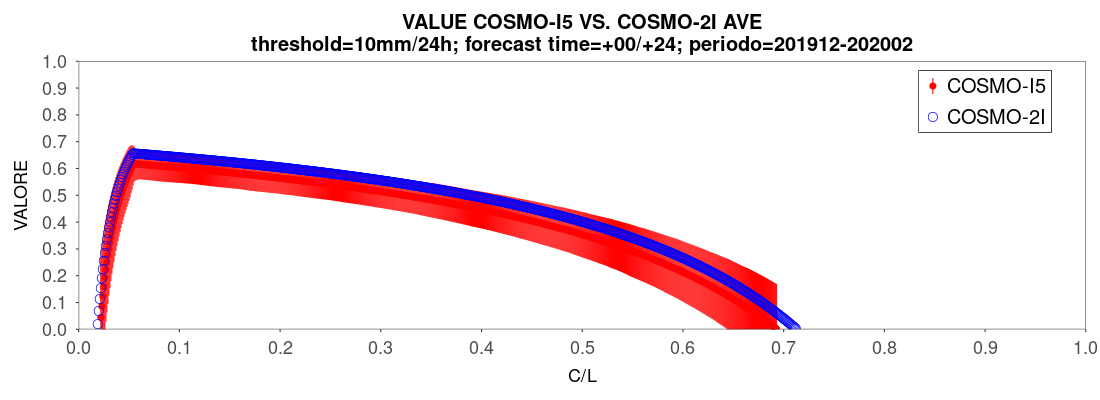 VALUE COSMO-I5 VS. COSMO-2I AVE
threshold=10mm/24h; forecast time=+00/+24; periodo=201912-202002
1.0
0.9
0.8
0.7
0.6
0.5
0.4
0.3
0.2
0.1
0.0
VALORE
COSMO-I5
COSMO-2I
0.0 0.1 0.2 0.3 0.4 0.5 0.6 0.7 0.8 0.9 1.0
C/L